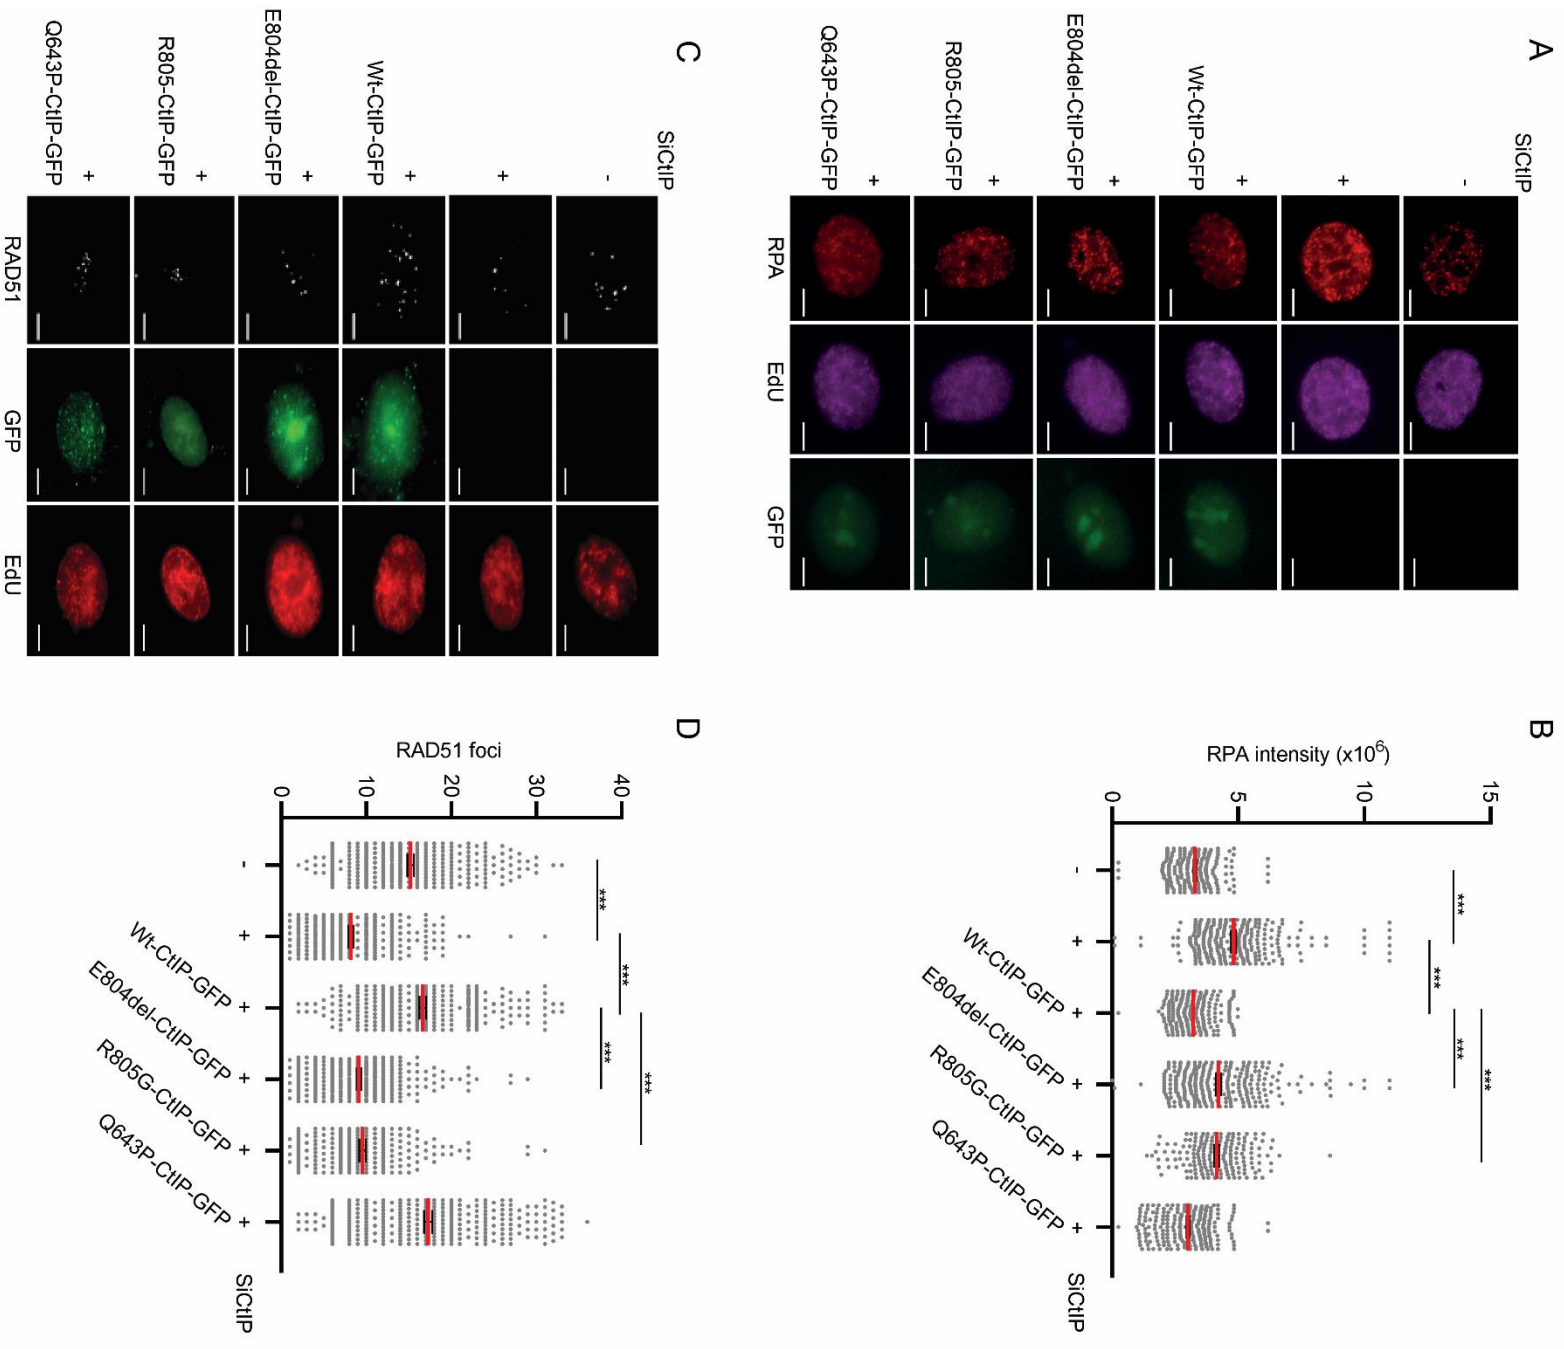 A
SiCtIP
-
+
Wt-CtIP-GFP +
E804del-CtIP-GFP +
R805-CtIP-GFP +
Q643P-CtIP-GFP +
RPA
EdU
GFP
B
RPA intensity (x10^6)
15
10
5
0
***
***
***
***
-
+
Wt-CtIP-GFP +
E804del-CtIP-GFP +
R805G-CtIP-GFP +
Q643P-CtIP-GFP +
SiCtIP
C
SiCtIP
-
+
Wt-CtIP-GFP +
E804del-CtIP-GFP +
R805-CtIP-GFP +
Q643P-CtIP-GFP +
RAD51
GFP
EdU
D
RAD51 foci
40
30
20
10
0
***
***
***
***
-
+
Wt-CtIP-GFP +
E804del-CtIP-GFP +
R805G-CtIP-GFP +
Q643P-CtIP-GFP +
SiCtIP